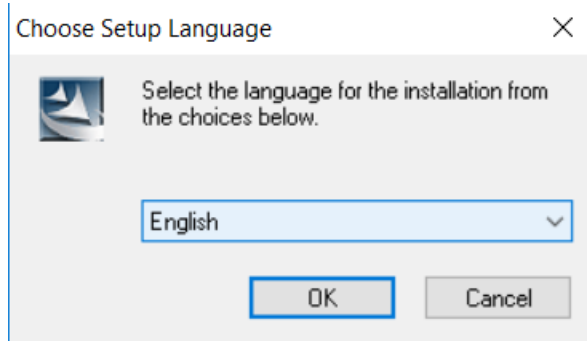 Choose Setup Language
Select the language for the installation from
the choices below.
English
OK
Cancel